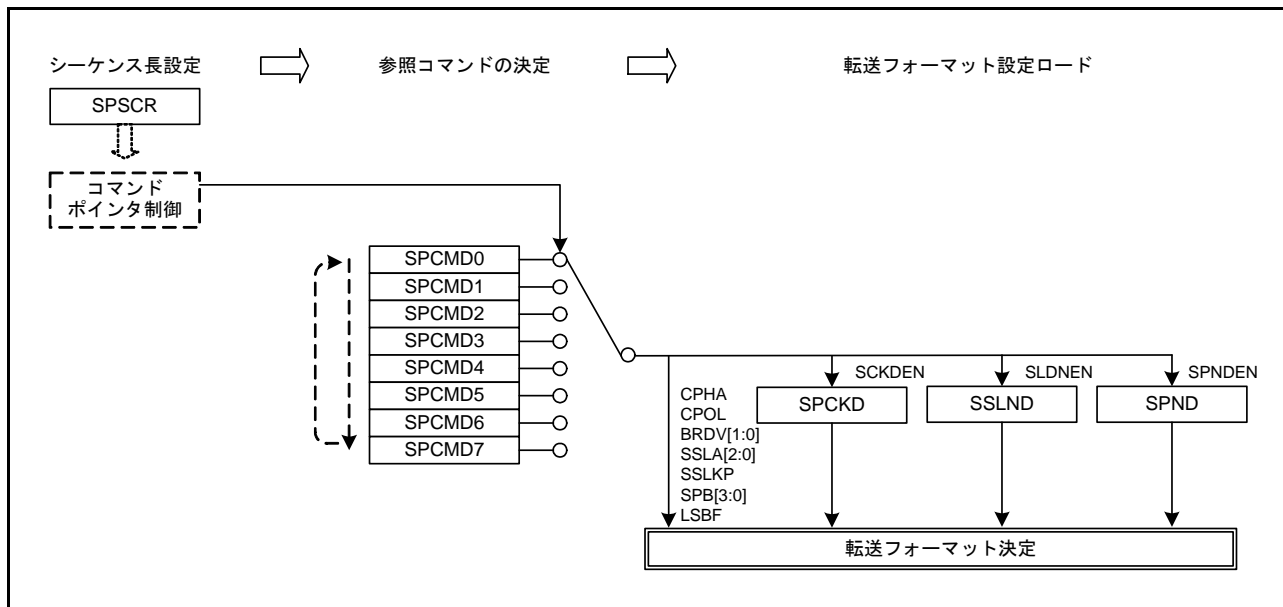 シーケンス長設定
参照コマンドの決定
転送フォーマット設定ロード
SPSCR
コマンド
ポインタ制御
SPCMD0
SPCMD1
SPCMD2
SPCMD3
SPCMD4
SPCMD5
SPCMD6
SPCMD7
CPHA
CPOL
BRDV[1:0]
SSLA[2:0]
SSLKP
SPB[3:0]
LSBF
SCKDEN
SPCKD
SLDNEN
SSLND
SPNDEN
SPND
転送フォーマット決定